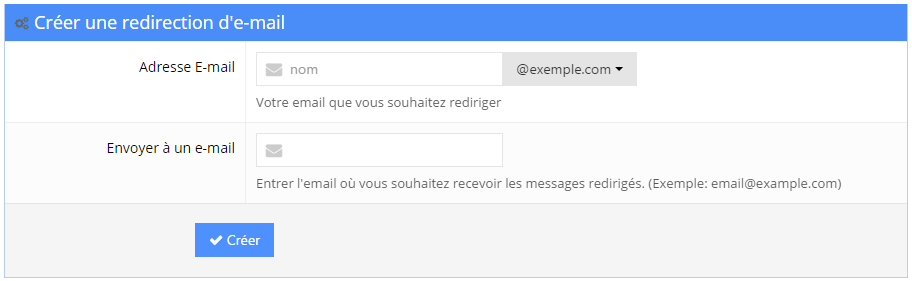 Créer une redirection d'e-mail
Adresse E-mail
nom
@exemple.com
Votre email que vous souhaitez rediriger
Envoyer à un e-mail
Entrer l'email où vous souhaitez recevoir les messages redirigés. (Exemple: email@example.com)
Créer